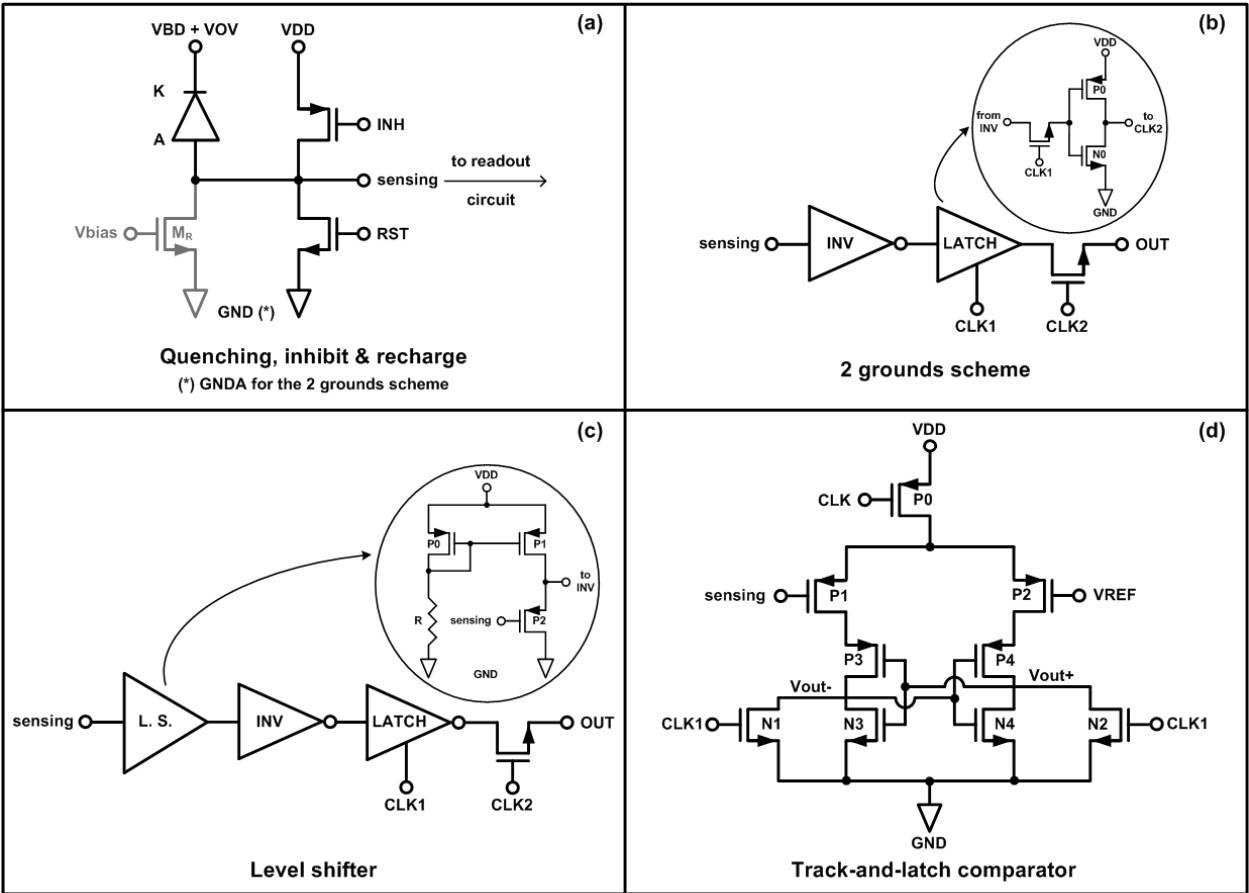 (a)
VBD + VOV VDD
K
A
INH
sensing
to readout
circuit
Vbias
MR
RST
GND (*)
Quenching, inhibit & recharge
(*) GNDA for the 2 grounds scheme
(b)
VDD
P0
from
INV
to
CLK2
CLK1
N0
GND
sensing
INV
LATCH
OUT
CLK1
CLK2
2 grounds scheme
(c)
VDD
P0
P1
to
INV
R
sensing
P2
GND
sensing
L. S.
INV
LATCH
OUT
CLK1
CLK2
Level shifter
(d)
VDD
CLK
P0
sensing
P1
P2
VREF
P3
P4
Vout-
Vout+
CLK1
N1
N3
N4
N2
CLK1
GND
Track-and-latch comparator